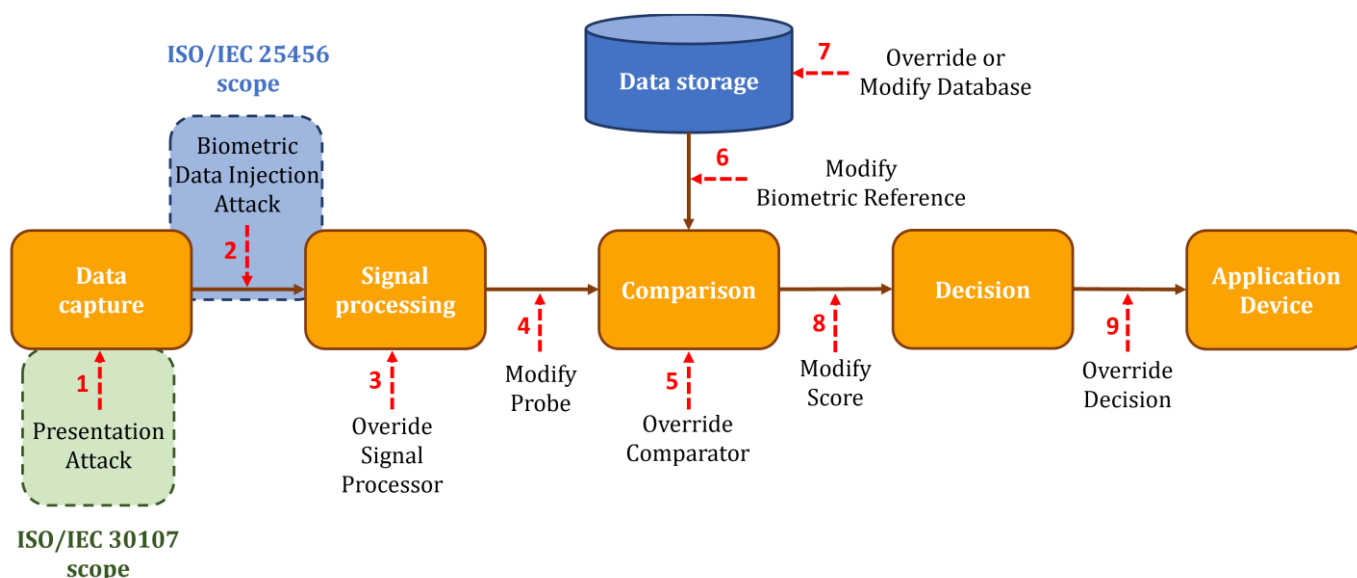 ISO/IEC 25456
scope
Biometric
Data Injection
Attack
2
Data storage
7
Override or
Modify Database
6
Modify
Biometric Reference
Data
capture
Signal
processing
Comparison
Decision
Application
Device
1
Presentation
Attack
ISO/IEC 30107
scope
3
Overide
Signal
Processor
4
Modify
Probe
5
Override
Comparator
8
Modify
Score
9
Override
Decision